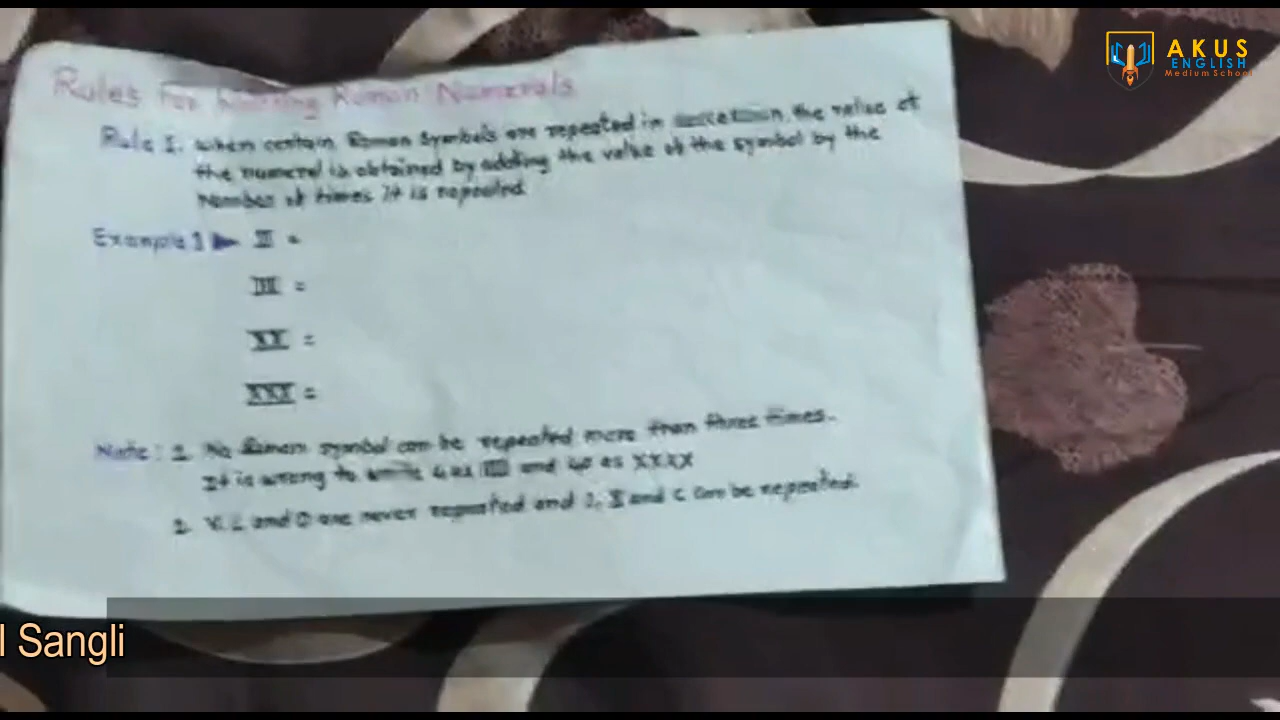 AKUS
ENGLISH
Medium School
Rules For Roman Numerals
Rule 1. When certain Roman Symbols are repeated in the value of
the numeral is obtained by adding the value of the symbol by the
Number of times it is repeated
Example 1 ► II =
III =
XX =
XXX =
Note: 1. No Roman symbol can be repeated more than three times.
It is wrong to write 4 as IIII and 40 as XXXX
2. V, L and D are never repeated and I, X and C can be repeated.
l Sangli